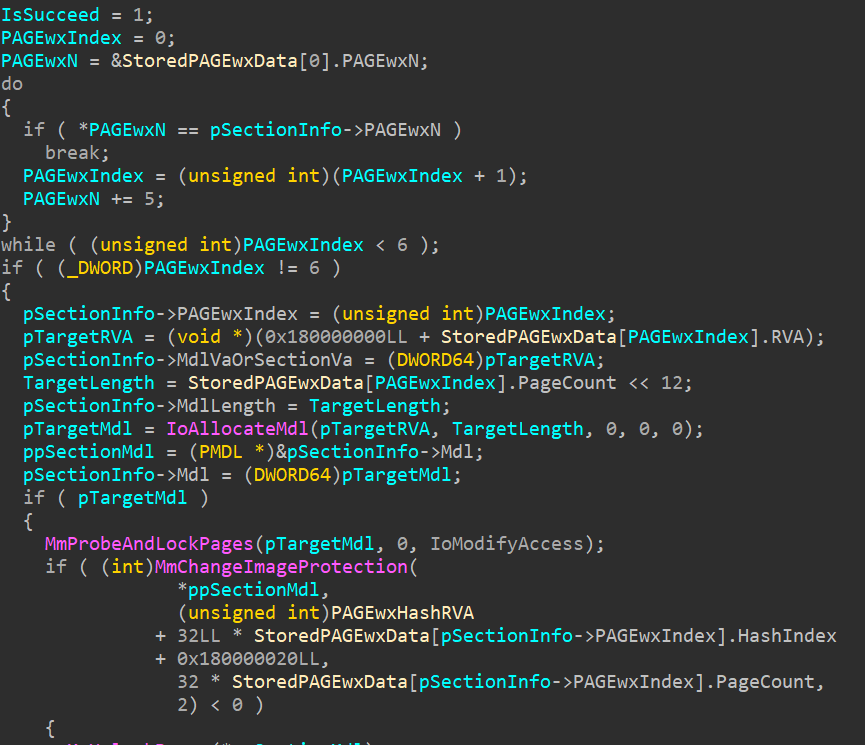 IsSucceed = 1;
PAGEwxIndex = 0;
PAGEwxN = &StoredPAGEwxData[0].PAGEwxN;
do
{
if ( *PAGEwxN == pSectionInfo->PAGEwxN )
break;
PAGEwxIndex = (unsigned int)(PAGEwxIndex + 1);
PAGEwxN += 5;
}
while ( (unsigned int)PAGEwxIndex < 6 );
if ( (_DWORD)PAGEwxIndex != 6 )
{
pSectionInfo->PAGEwxIndex = (unsigned int)PAGEwxIndex;
pTargetRVA = (void *)(0x180000000LL + StoredPAGEwxData[PAGEwxIndex].RVA);
pSectionInfo->MdlVaOrSectionVa = (DWORD64)pTargetRVA;
TargetLength = StoredPAGEwxData[PAGEwxIndex].PageCount << 12;
pSectionInfo->MdlLength = TargetLength;
pTargetMdl = IoAllocateMdl(pTargetRVA, TargetLength, 0, 0, 0);
ppSectionMdl = (PMDL *)&pSectionInfo->Mdl;
pSectionInfo->Mdl = (DWORD64)pTargetMdl;
if ( pTargetMdl )
{
MmProbeAndLockPages(pTargetMdl, 0, IoModifyAccess);
if ( (int)MmChangeImageProtection(
*ppSectionMdl,
(unsigned int)PAGEwxHashRVA
+ 32LL * StoredPAGEwxData[pSectionInfo->PAGEwxIndex].HashIndex
+ 0x180000020LL,
32 * StoredPAGEwxData[pSectionInfo->PAGEwxIndex].PageCount,
2) < 0 )
{